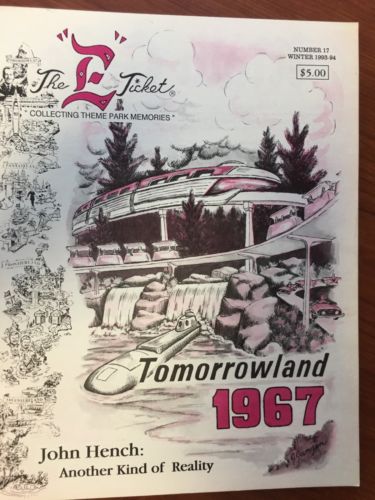 NUMBER 17
WINTER 1993-94
$5.00
The "E" Ticket®
"COLLECTING THEME PARK MEMORIES"
Tomorrowland
1967
John Hench:
Another Kind of Reality